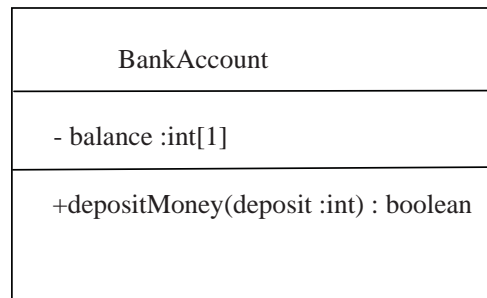 BankAccount
- balance :int[1]
+depositMoney(deposit :int) : boolean